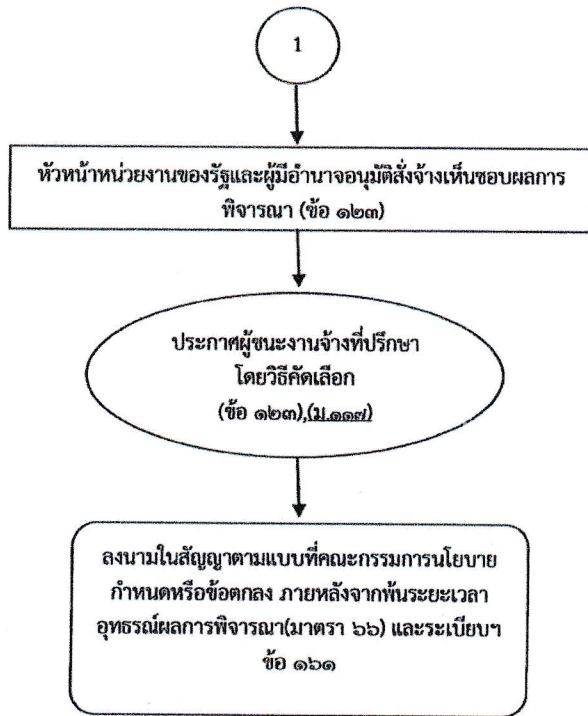 1
หัวหน้าหน่วยงานของรัฐและผู้มีอำนาจอนุมัติสั่งจ้างเห็นชอบผลการ
พิจารณา (ข้อ ๑๒๓)
ประกาศผู้ชนะงานจ้างที่ปรึกษา
โดยวิธีคัดเลือก
(ข้อ ๑๒๓),(ม.๑๑๗)
ลงนามในสัญญาตามแบบที่คณะกรรมการนโยบาย
กำหนดหรือข้อตกลง ภายหลังจากพ้นระยะเวลา
อุทธรณ์ผลการพิจารณา(มาตรา ๖๖) และระเบียบฯ
ข้อ ๑๖๑